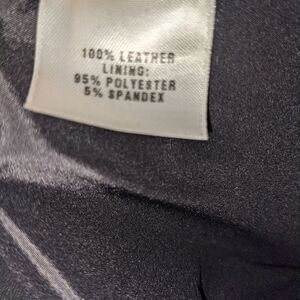 100% LEATHER
LINING:
95% POLYESTER
5% SPANDEX